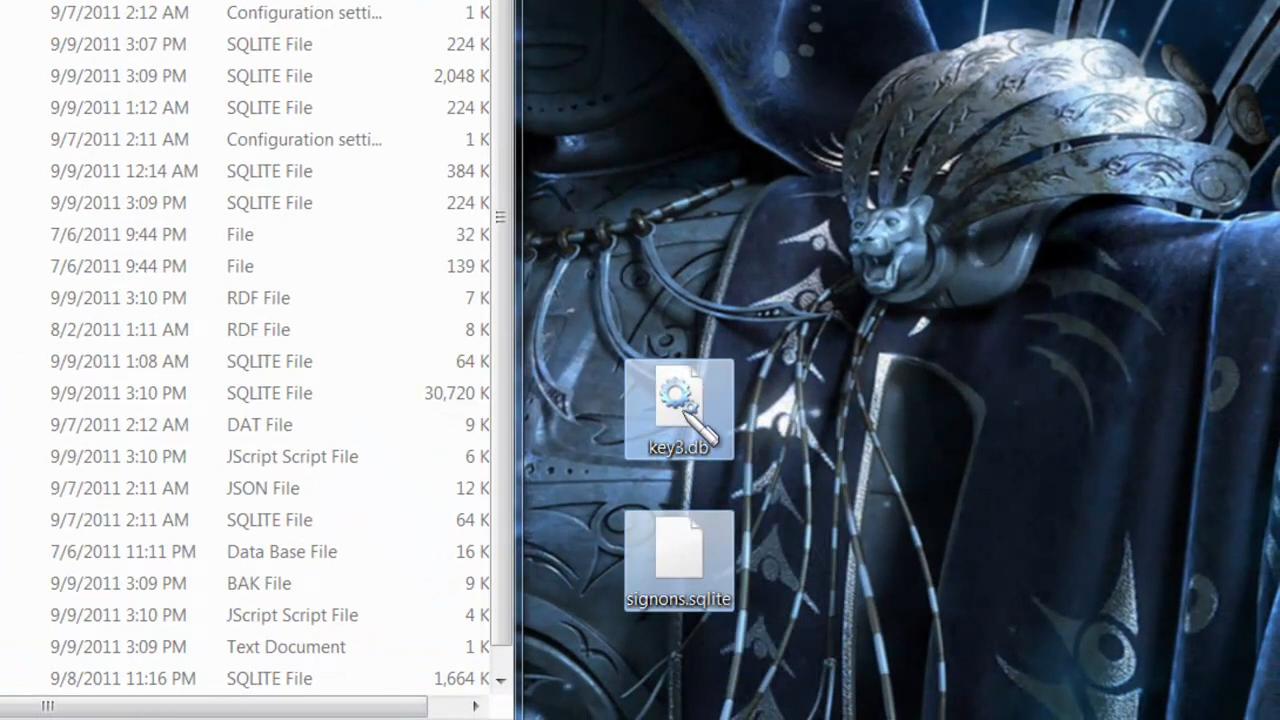 9/7/2011 2:12 AM Configuration setti... 1 K
9/9/2011 3:07 PM SQLITE File 224 K
9/9/2011 3:09 PM SQLITE File 2,048 K
9/9/2011 1:12 AM SQLITE File 224 K
9/7/2011 2:11 AM Configuration setti... 1 K
9/9/2011 12:14 AM SQLITE File 384 K
9/9/2011 3:09 PM SQLITE File 224 K
7/6/2011 9:44 PM File 32 K
7/6/2011 9:44 PM File 139 K
9/9/2011 3:10 PM RDF File 7 K
8/2/2011 1:11 AM RDF File 8 K
9/9/2011 1:08 AM SQLITE File 64 K
9/9/2011 3:10 PM SQLITE File 30,720 K
9/7/2011 2:12 AM DAT File 9 K
9/9/2011 3:10 PM JScript Script File 6 K
9/7/2011 2:11 AM JSON File 12 K
9/7/2011 2:11 AM SQLITE File 64 K
7/6/2011 11:11 PM Data Base File 16 K
9/9/2011 3:09 PM BAK File 9 K
9/9/2011 3:10 PM JScript Script File 4 K
9/9/2011 3:09 PM Text Document 1 K
9/8/2011 11:16 PM SQLITE File 1,664 K
key3.db
signons.sqlite